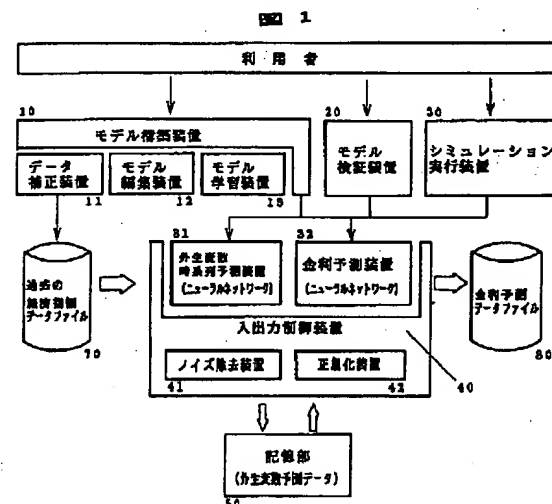 図 1
利用者
10
モデル構築装置
20
モデル
検証装置
30
シミュレーション
実行装置
データ
補正装置
11
モデル
編集装置
12
モデル
学習装置
13
31
外生変数
時系列予測装置
(ニューラルネットワーク)
32
金利予測装置
(ニューラルネットワーク)
過去の
経済指標
データファイル
70
入出力制御装置
金利予測
データファイル
80
ノイズ除去装置
41
正規化装置
42
40
記憶部
(外生変数予測データ)
50